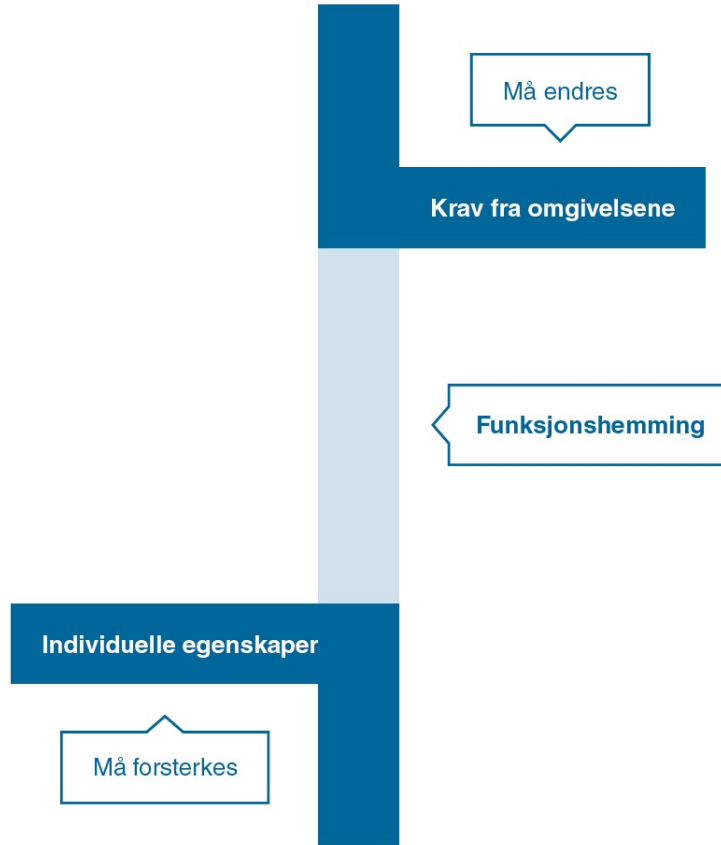 Må endres
Krav fra omgivelsene
Funksjonshemming
Individuelle egenskaper
Må forsterkes